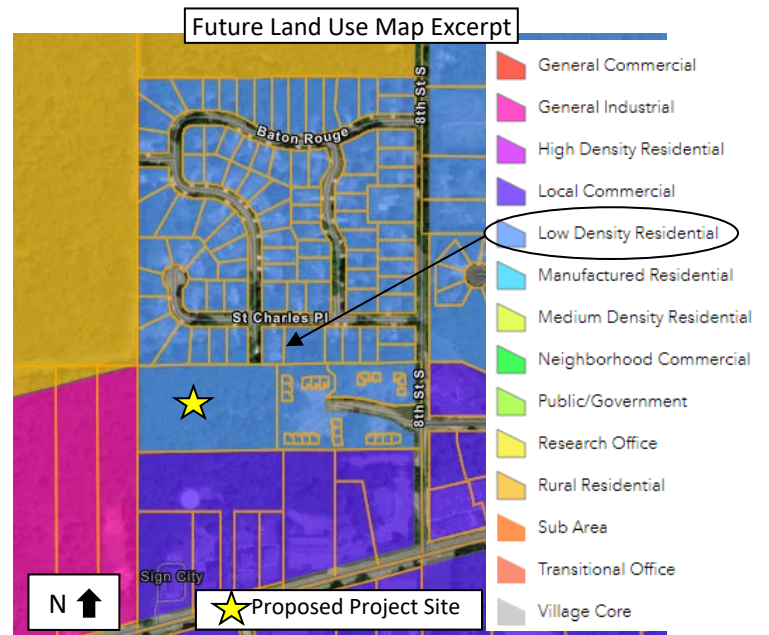 Future Land Use Map Excerpt
8th St S
Baton Rouge
St Charles Pl
8th St S
Sign City
N
Proposed Project Site
General Commercial
General Industrial
High Density Residential
Local Commercial
Low Density Residential
Manufactured Residential
Medium Density Residential
Neighborhood Commercial
Public/Government
Research Office
Rural Residential
Sub Area
Transitional Office
Village Core